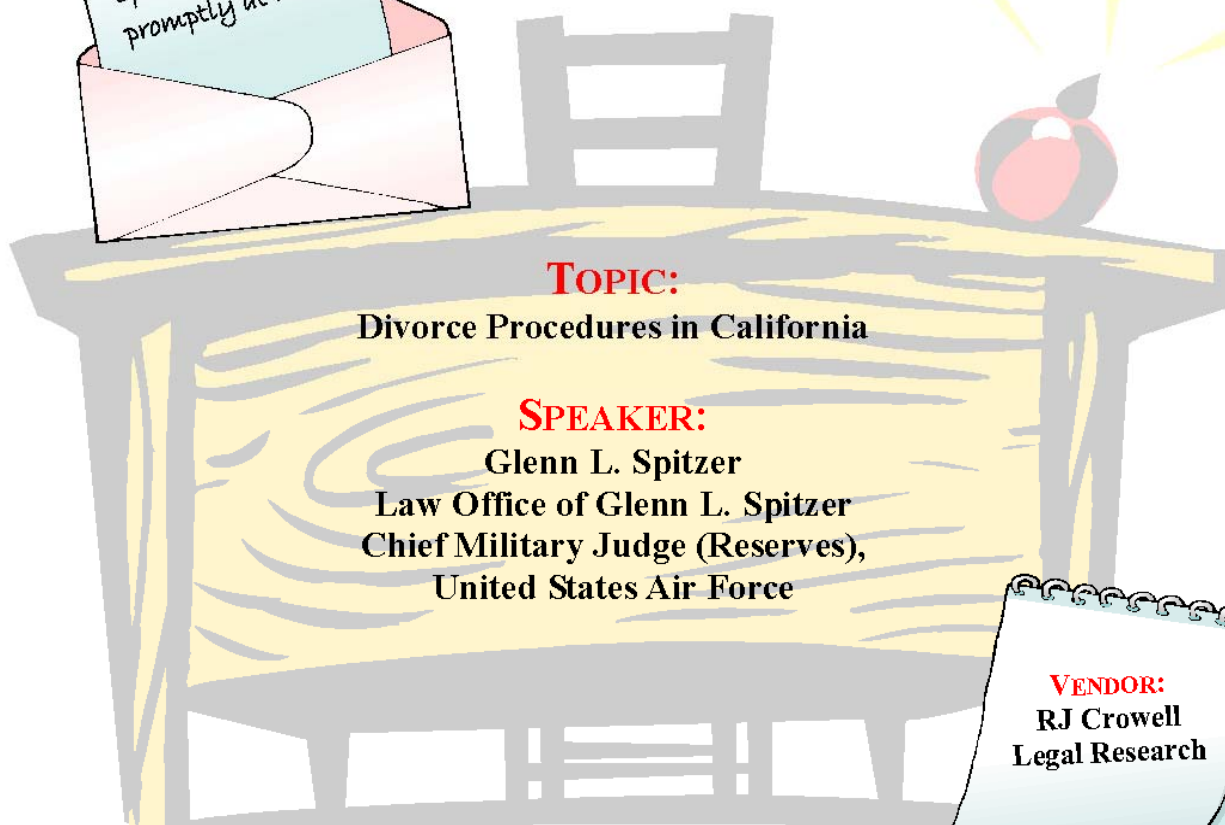 promptly at
TOPIC:
Divorce Procedures in California
SPEAKER:
Glenn L. Spitzer
Law Office of Glenn L. Spitzer
Chief Military Judge (Reserves),
United States Air Force
VENDOR:
RJ Crowell
Legal Research